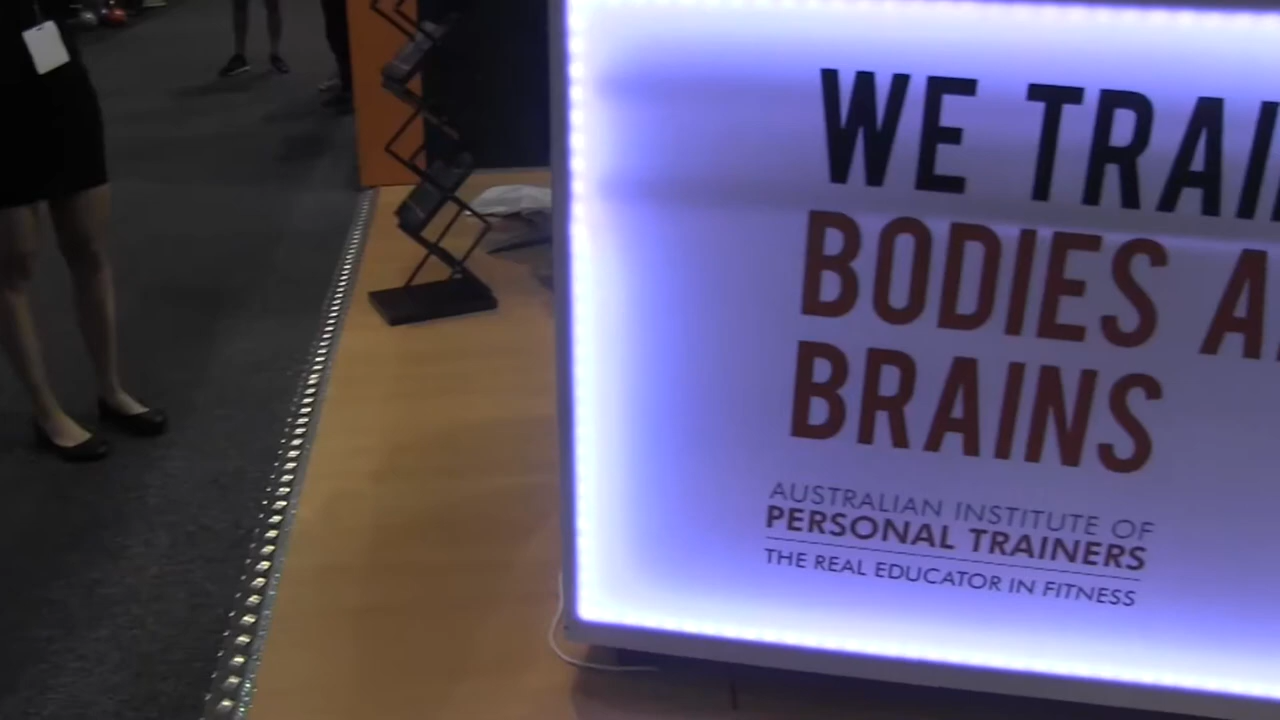 WE TRAI
BODIES A
BRAINS
AUSTRALIAN INSTITUTE OF
PERSONAL TRAINERS
THE REAL EDUCATOR IN FITNESS